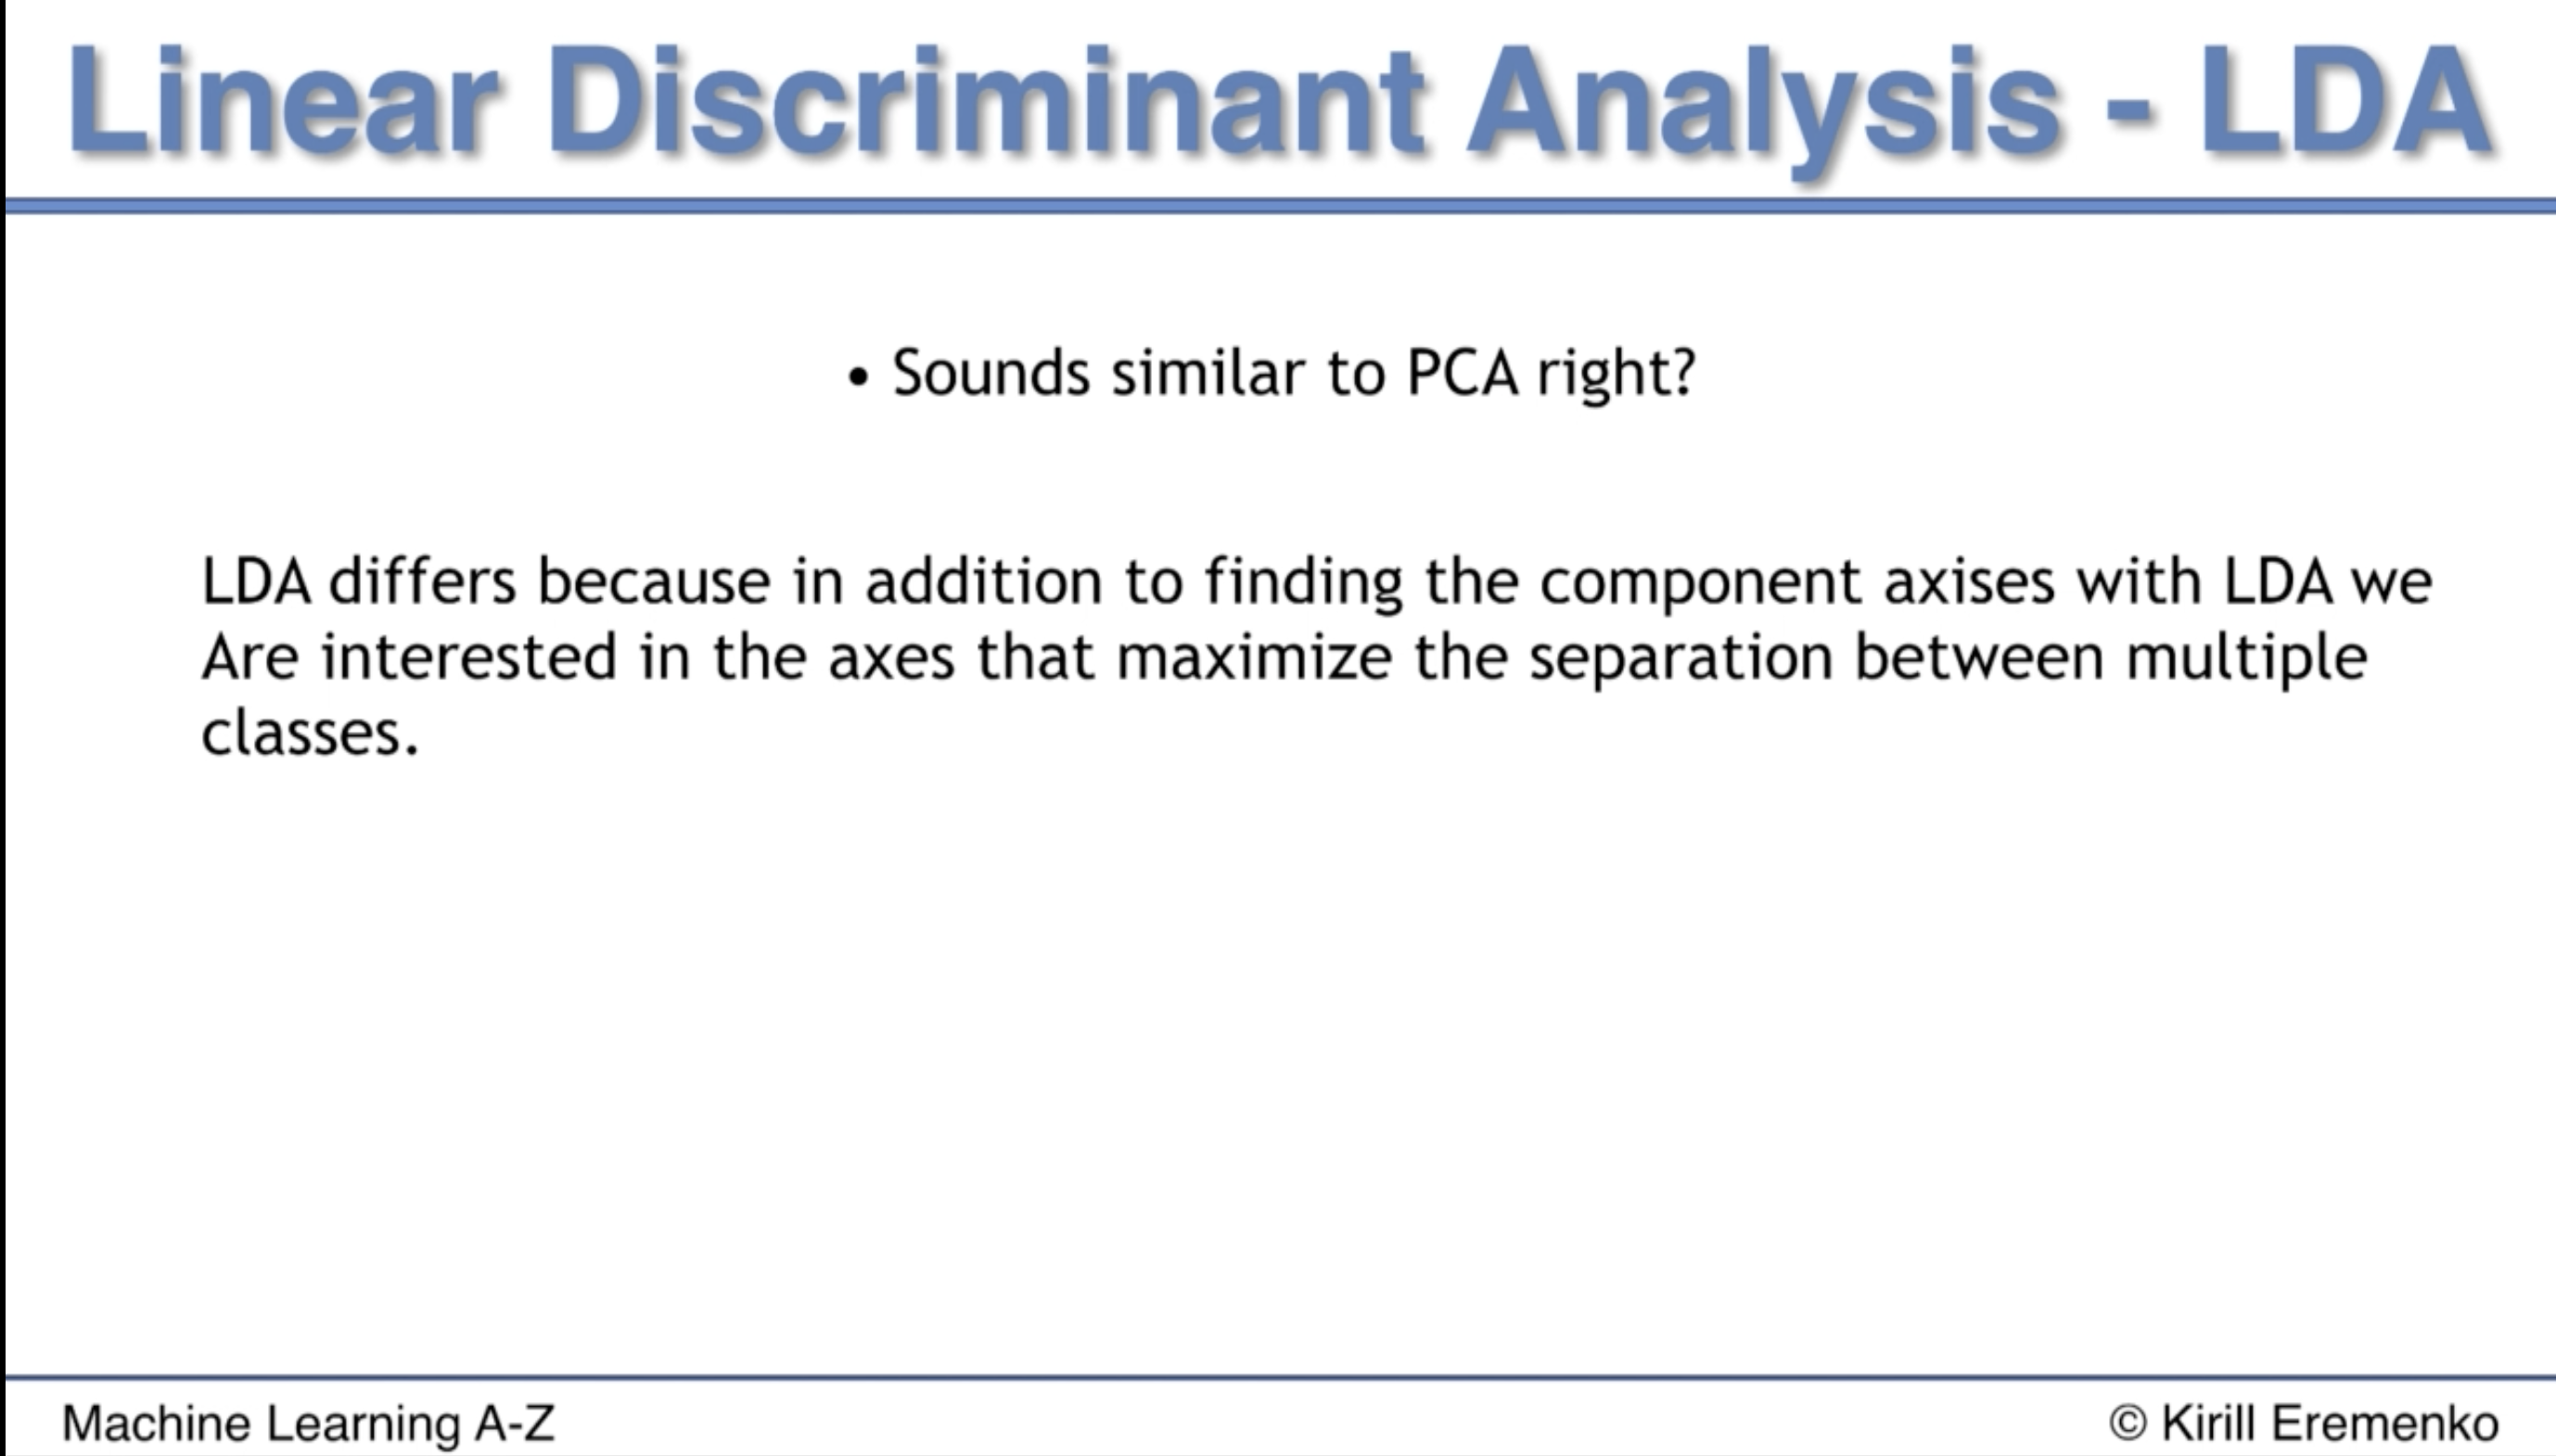 Linear Discriminant Analysis - LDA
• Sounds similar to PCA right?
LDA differs because in addition to finding the component axises with LDA we
Are interested in the axes that maximize the separation between multiple
classes.
Machine Learning A-Z
© Kirill Eremenko